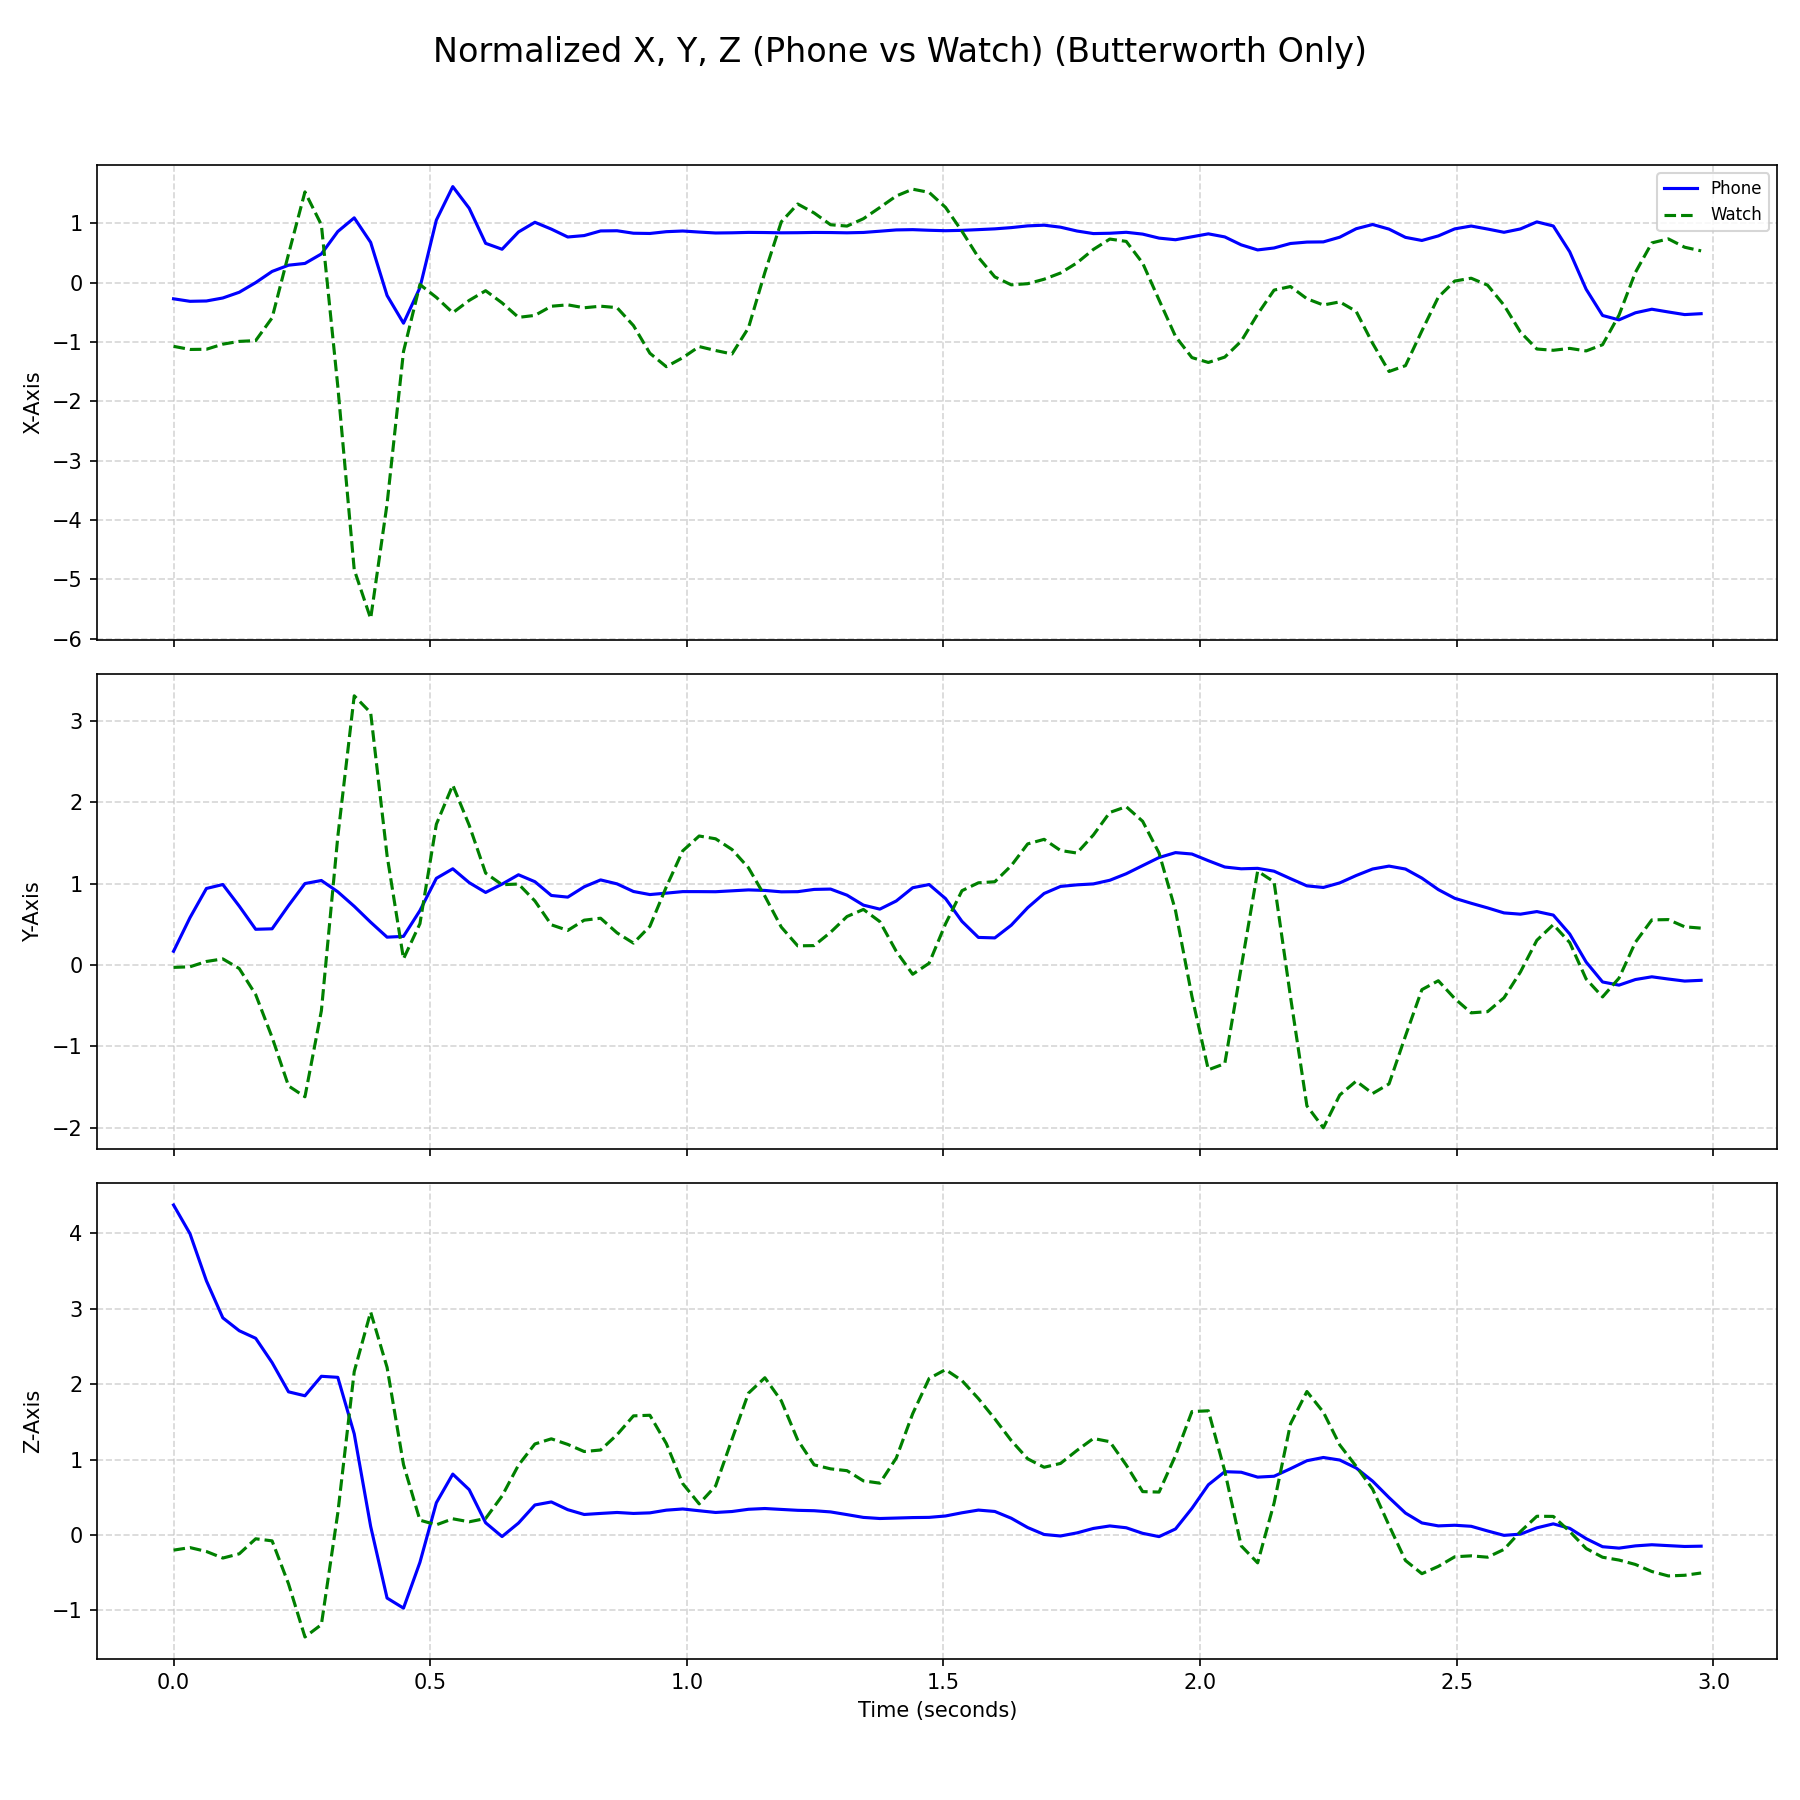 Normalized X, Y, Z (Phone vs Watch) (Butterworth Only)
Phone
Watch
X-Axis
1
0
−1
−2
−3
−4
−5
−6
Y-Axis
3
2
1
0
−1
−2
Z-Axis
4
3
2
1
0
−1
0.0 0.5 1.0 1.5 2.0 2.5 3.0
Time (seconds)